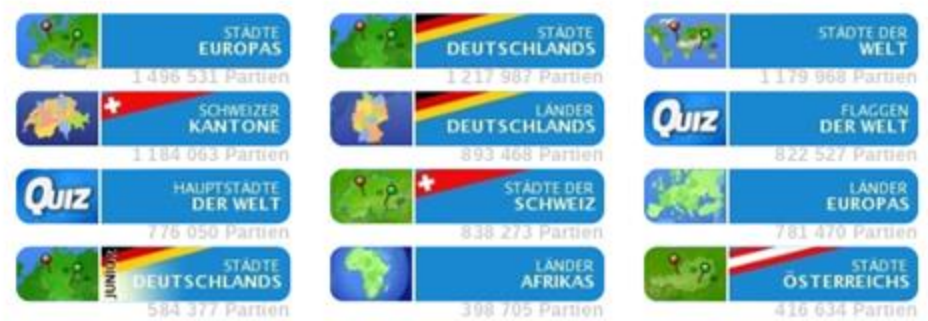 STÄDTE
EUROPAS
1 496 531 Partien
STÄDTE
DEUTSCHLANDS
1 217 987 Partien
STÄDTE DER
WELT
1 179 968 Partien
SCHWEIZER
KANTONE
1 184 063 Partien
LÄNDER
DEUTSCHLANDS
893 468 Partien
QUIZ
FLAGGEN
DER WELT
822 527 Partien
QUIZ
HAUPTSTÄDTE
DER WELT
776 050 Partien
STÄDTE DER
SCHWEIZ
838 273 Partien
LÄNDER
EUROPAS
781 470 Partien
JUNIOR
STÄDTE
DEUTSCHLANDS
584 377 Partien
LÄNDER
AFRIKAS
398 705 Partien
STÄDTE
ÖSTERREICHS
416 634 Partien